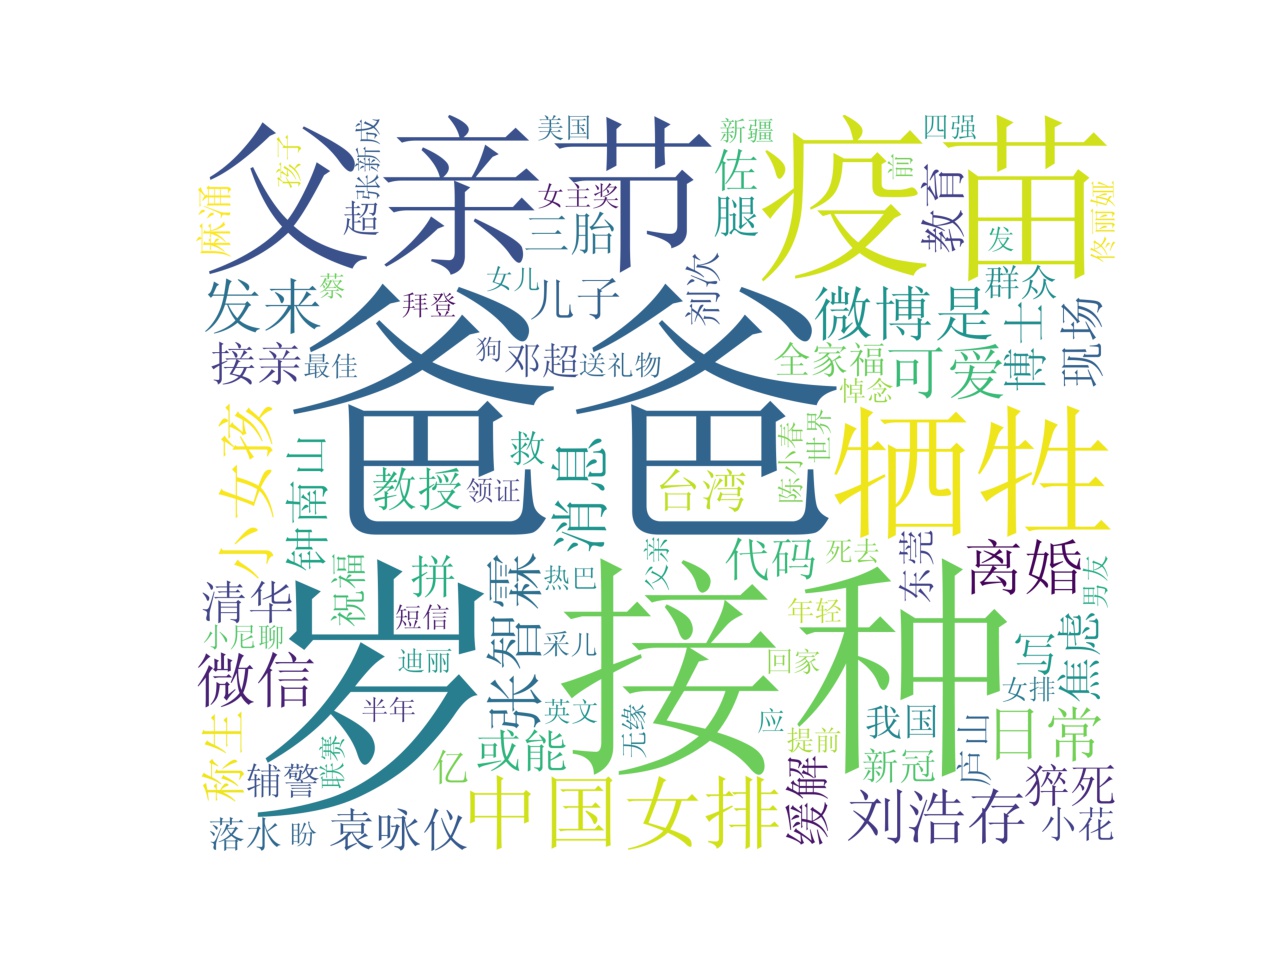 父亲节
疫苗
爸爸
牺牲
岁
接种
麻涌
孩子
张新成
超
美国
女主奖
三胎
新疆
佐
腿
前
四强
教育
发
佟丽娅
发来
蔡
拜登
女儿
儿子
剂次
微博是
群众
博士
现场
接亲
最佳
狗
邓超
送礼物
全家福
可爱
悼念
小女孩
钟南山
教授
领证
救
消息
台湾
陈小春
世界
清华
祝福
拼
短信
小尼聊
迪丽
微信
半年
张智霖
热巴
采儿
英文
父亲
代码
死去
年轻
回家
东莞
离婚
男友
写
焦虑
女排
称生
辅警
联赛
亿
或能
无缘
应
提前
我国
新冠
庐山
日常
落水
盼
袁咏仪
中国女排
缓解
刘浩存
猝死
小花